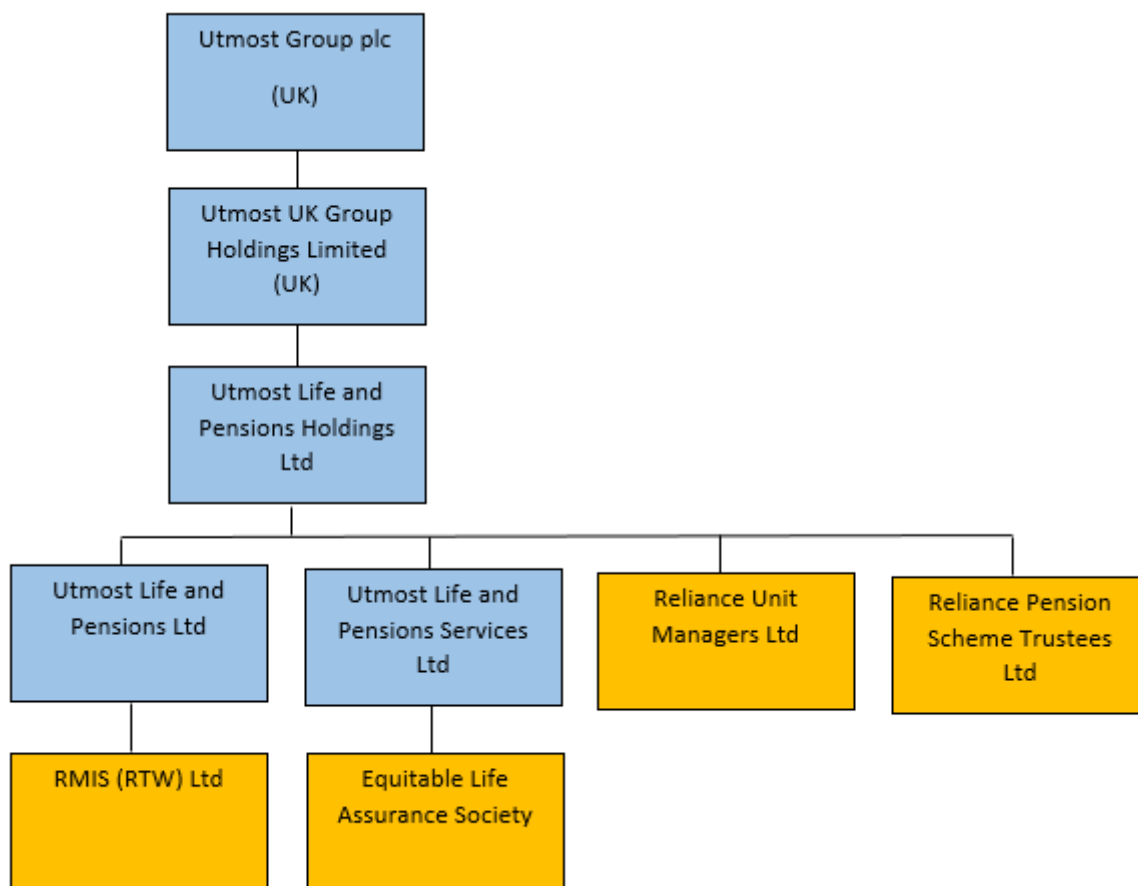 Utmost Group plc
(UK)
Utmost UK Group
Holdings Limited
(UK)
Utmost Life and
Pensions Holdings
Ltd
Utmost Life and
Pensions Ltd
Utmost Life and
Pensions Services
Ltd
Reliance Unit
Managers Ltd
Reliance Pension
Scheme Trustees
Ltd
RMIS (RTW) Ltd
Equitable Life
Assurance Society